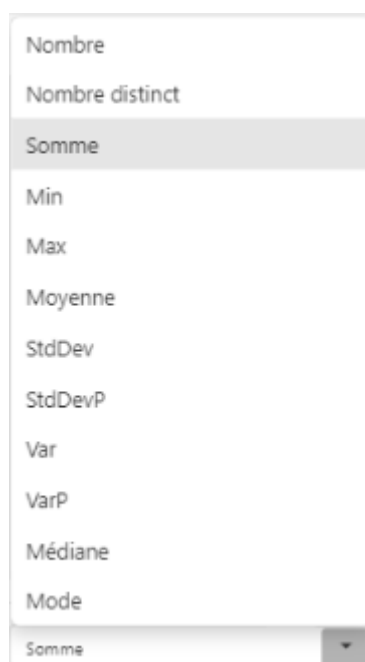 Nombre
Nombre distinct
Somme
Min
Max
Moyenne
StdDev
StdDevP
Var
VarP
Médiane
Mode
Somme